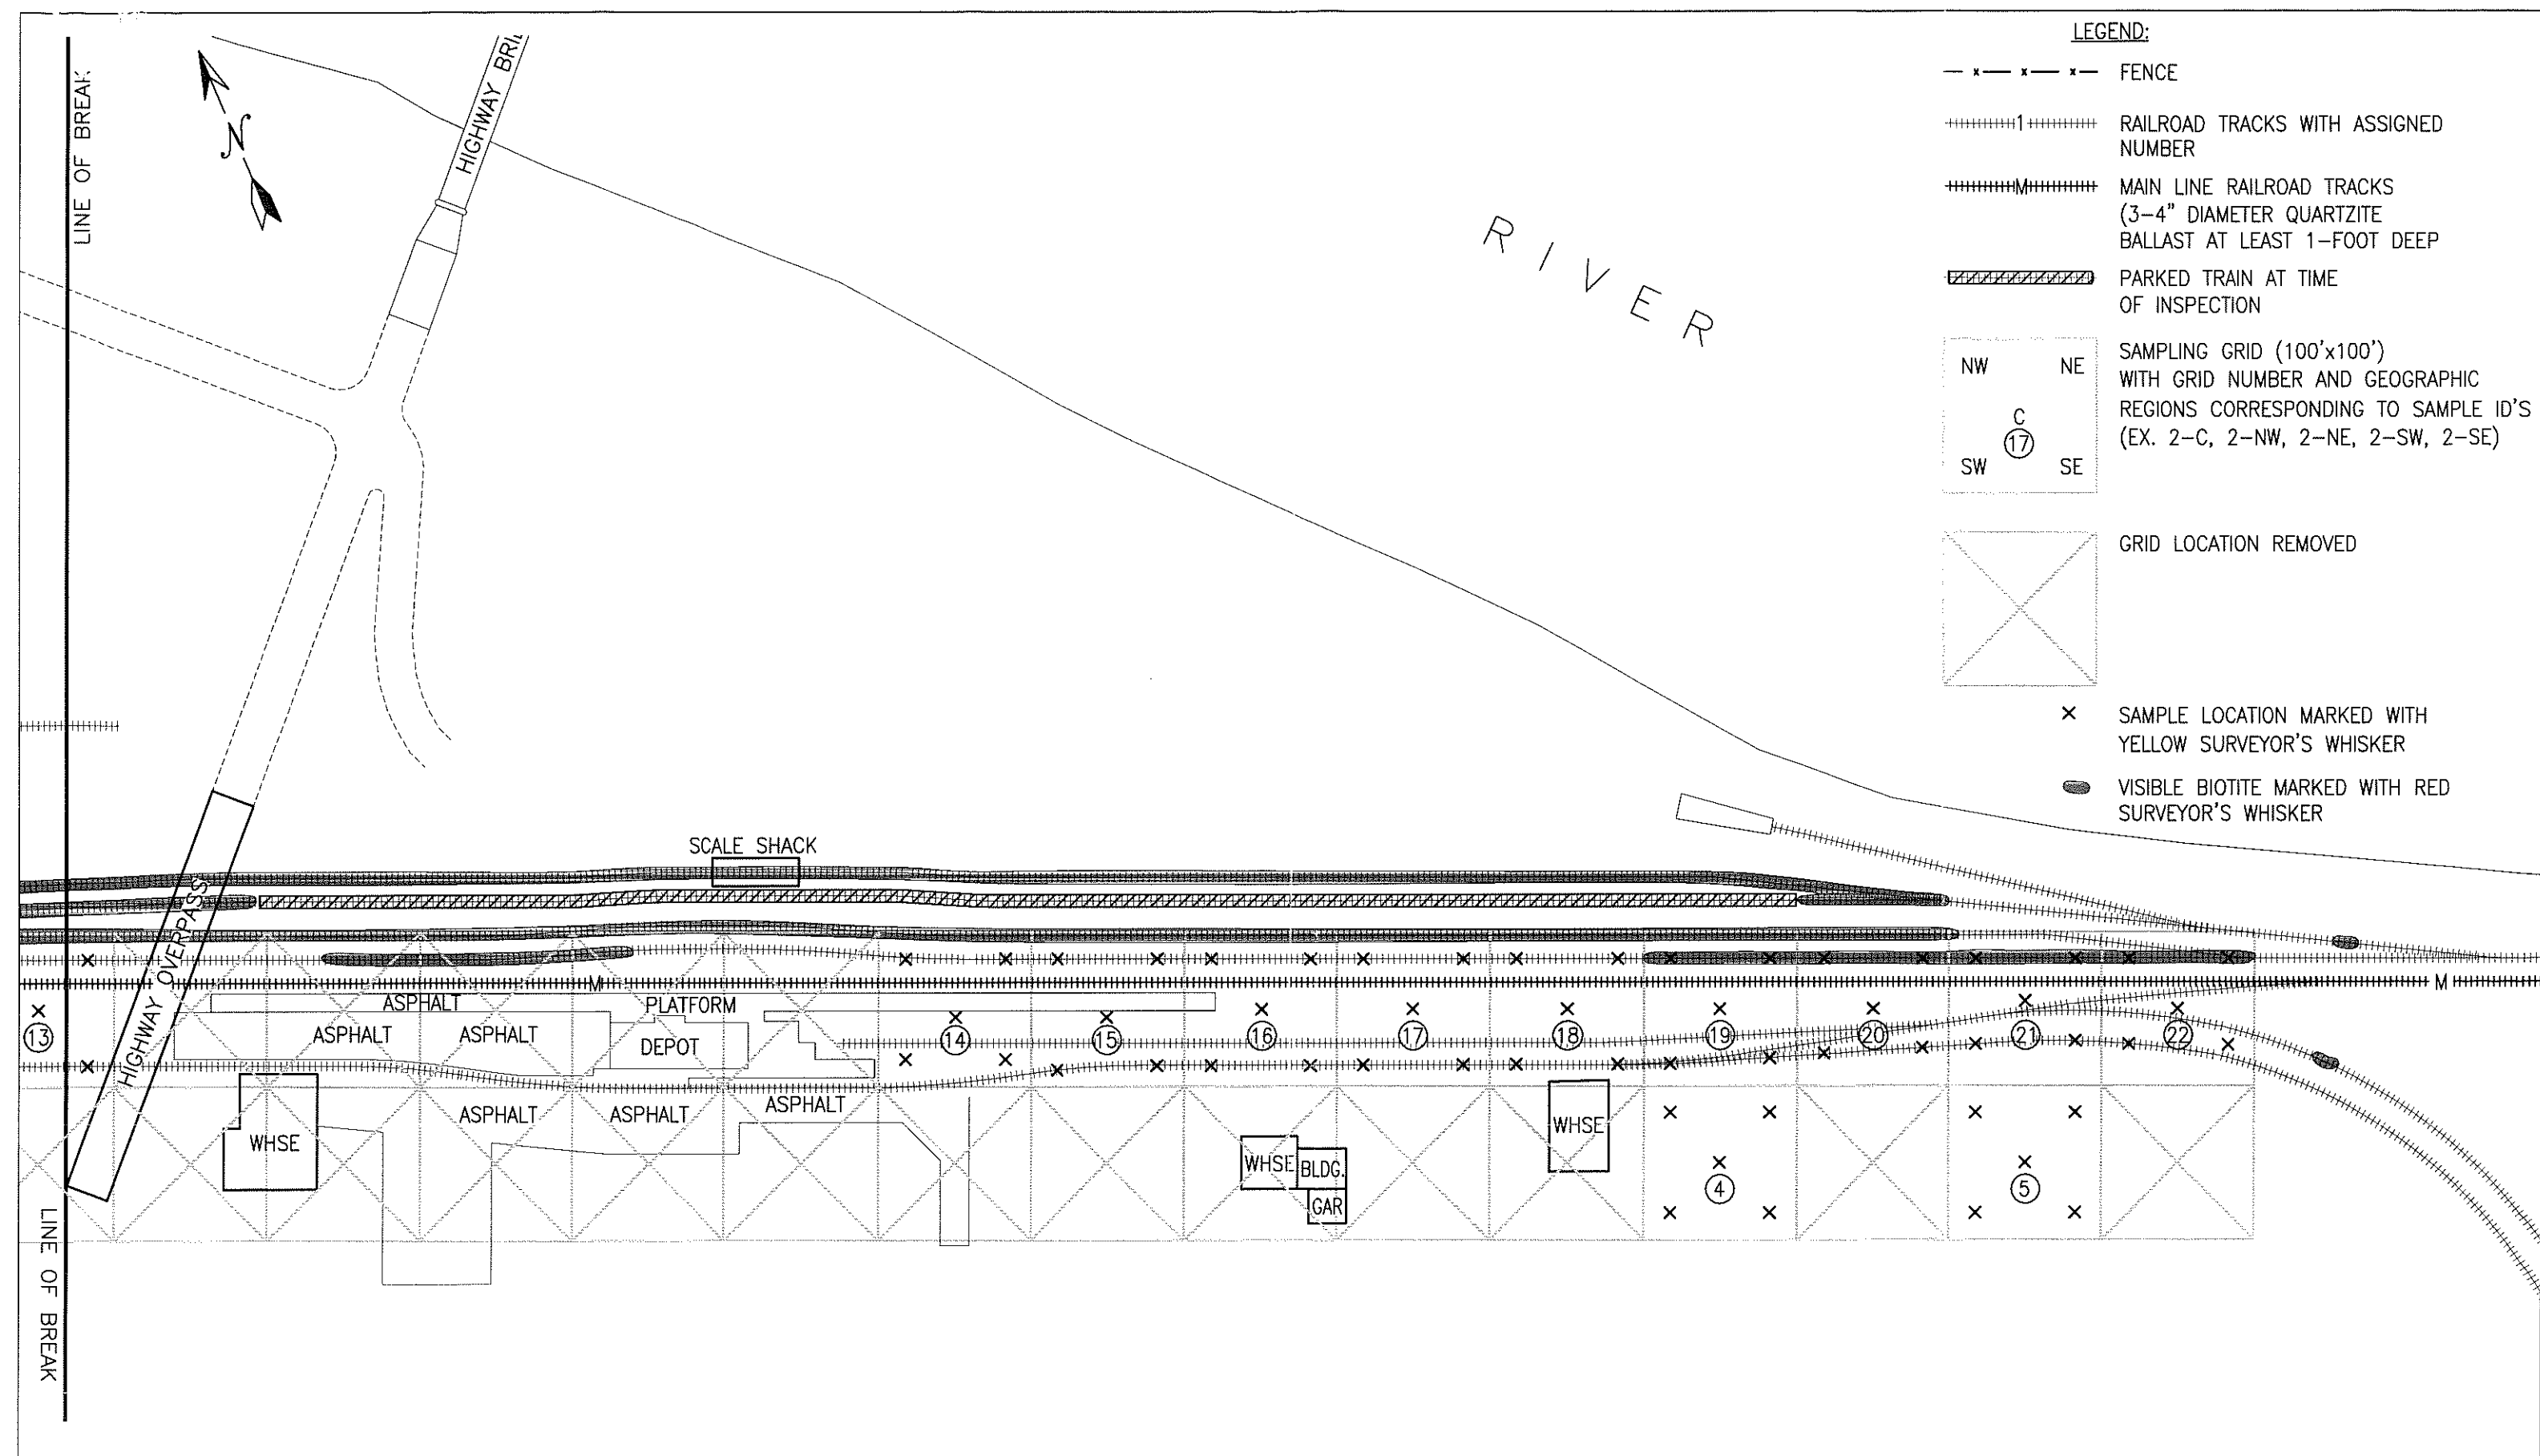 LEGEND:
FENCE
1
RAILROAD TRACKS WITH ASSIGNED
NUMBER
M
MAIN LINE RAILROAD TRACKS
(3-4" DIAMETER QUARTZITE
BALLAST AT LEAST 1-FOOT DEEP
PARKED TRAIN AT TIME
OF INSPECTION
NW NE
C
17
SW SE
SAMPLING GRID (100'x100')
WITH GRID NUMBER AND GEOGRAPHIC
REGIONS CORRESPONDING TO SAMPLE ID'S
(EX. 2-C, 2-NW, 2-NE, 2-SW, 2-SE)
GRID LOCATION REMOVED
SAMPLE LOCATION MARKED WITH
YELLOW SURVEYOR'S WHISKER
VISIBLE BIOTITE MARKED WITH RED
SURVEYOR'S WHISKER
LINE OF BREAK
N
HIGHWAY BRI
RIVER
SCALE SHACK
HIGHWAY OVERPASS
M
M
ASPHALT
PLATFORM
ASPHALT
ASPHALT
DEPOT
13
14
15
16
17
18
19
20
21
22
ASPHALT
ASPHALT
ASPHALT
WHSE
WHSE
BLDG.
GAR
WHSE
4
5
LINE OF BREAK